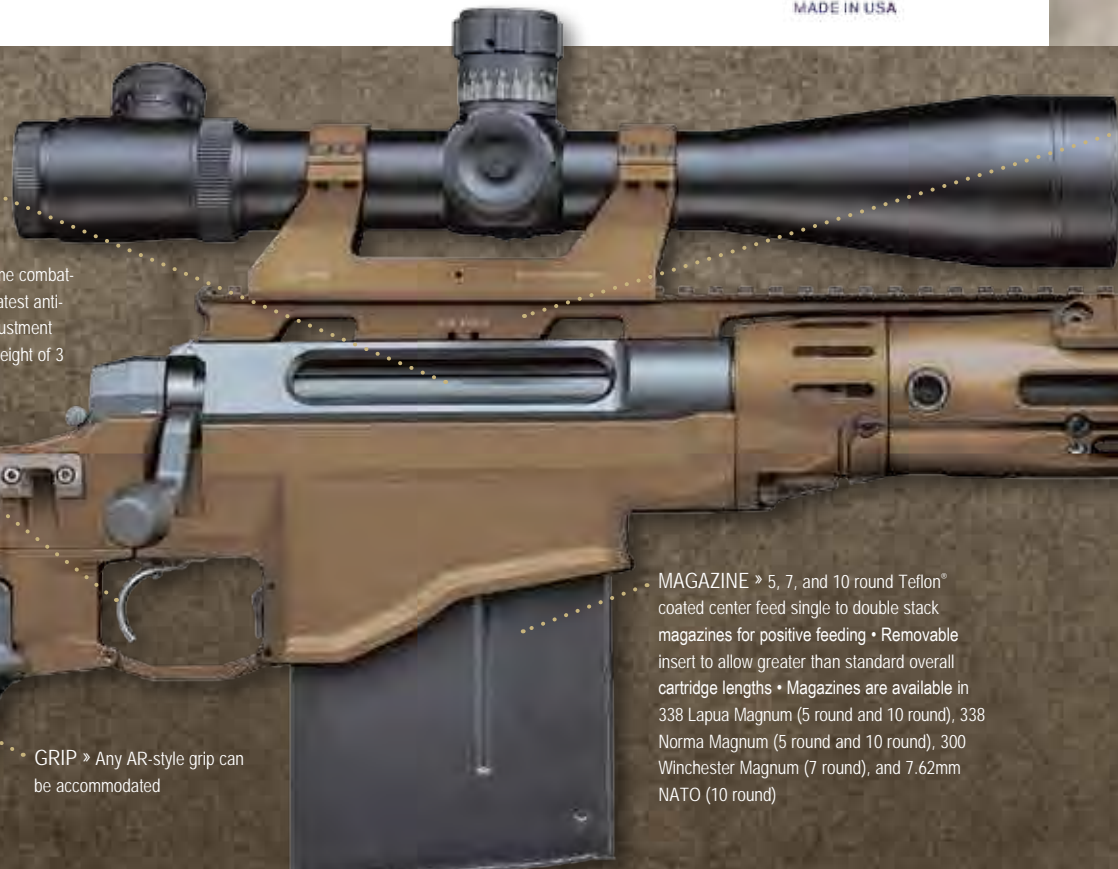 MADE IN USA
he combat-
atest anti-
ustment
eight of 3
MAGAZINE » 5, 7, and 10 round Teflon®
coated center feed single to double stack
magazines for positive feeding • Removable
insert to allow greater than standard overall
cartridge lengths • Magazines are available in
338 Lapua Magnum (5 round and 10 round), 338
Norma Magnum (5 round and 10 round), 300
Winchester Magnum (7 round), and 7.62mm
NATO (10 round)
GRIP » Any AR-style grip can
be accommodated